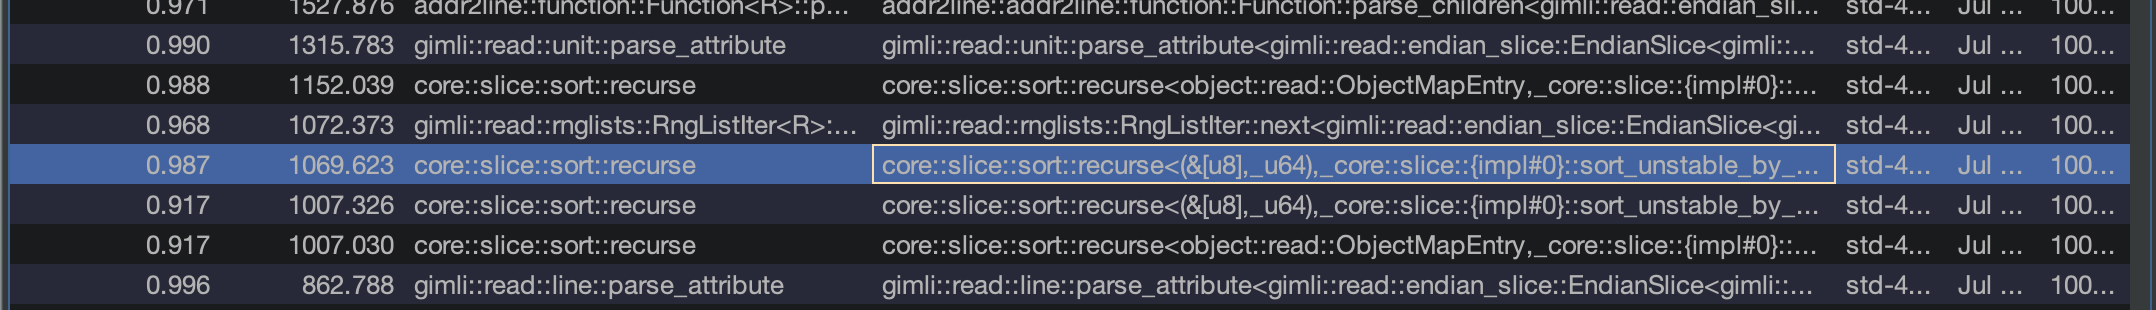 0.971 1527.876 addr2line::function::Function<R>::p... addr2line::addr2line::function::Function::parse_children<gimli::read::endian_sli... std-4... Jul ... 100...
0.990 1315.783 gimli::read::unit::parse_attribute gimli::read::unit::parse_attribute<gimli::read::endian_slice::EndianSlice<gimli::... std-4... Jul ... 100...
0.988 1152.039 core::slice::sort::recurse core::slice::sort::recurse<object::read::ObjectMapEntry,_core::slice::{impl#0}::... std-4... Jul ... 100...
0.968 1072.373 gimli::read::rnglists::RngListIter<R>:... gimli::read::rnglists::RngListIter::next<gimli::read::endian_slice::EndianSlice<gi... std-4... Jul ... 100...
0.987 1069.623 core::slice::sort::recurse core::slice::sort::recurse<(&[u8],_u64),_core::slice::{impl#0}::sort_unstable_by_... std-4... Jul ... 100...
0.917 1007.326 core::slice::sort::recurse core::slice::sort::recurse<(&[u8],_u64),_core::slice::{impl#0}::sort_unstable_by_... std-4... Jul ... 100...
0.917 1007.030 core::slice::sort::recurse core::slice::sort::recurse<object::read::ObjectMapEntry,_core::slice::{impl#0}::... std-4... Jul ... 100...
0.996 862.788 gimli::read::line::parse_attribute gimli::read::line::parse_attribute<gimli::read::endian_slice::EndianSlice<gimli::... std-4... Jul ... 100...